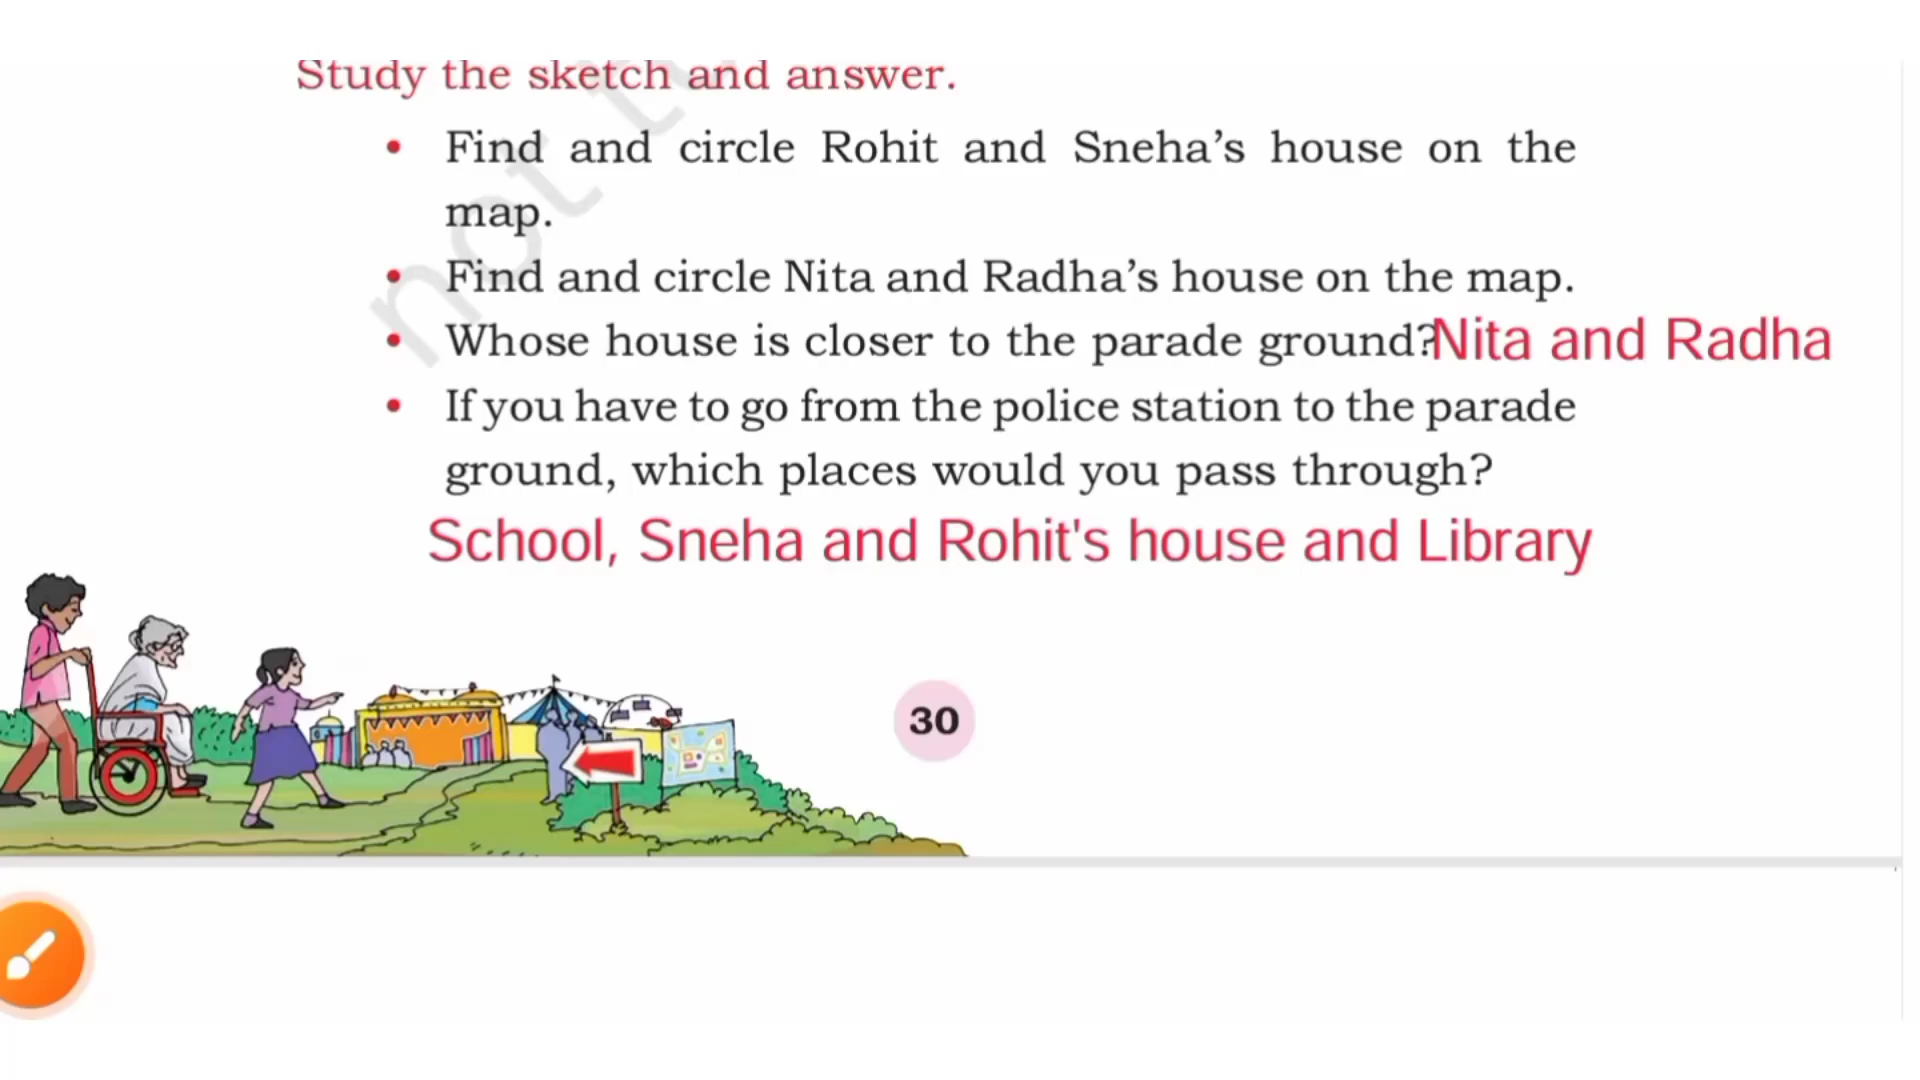 Study the sketch and answer.
• Find and circle Rohit and Sneha’s house on the
map.
• Find and circle Nita and Radha’s house on the map.
• Whose house is closer to the parade ground? Nita and Radha
• If you have to go from the police station to the parade
ground, which places would you pass through?
School, Sneha and Rohit's house and Library
30
not